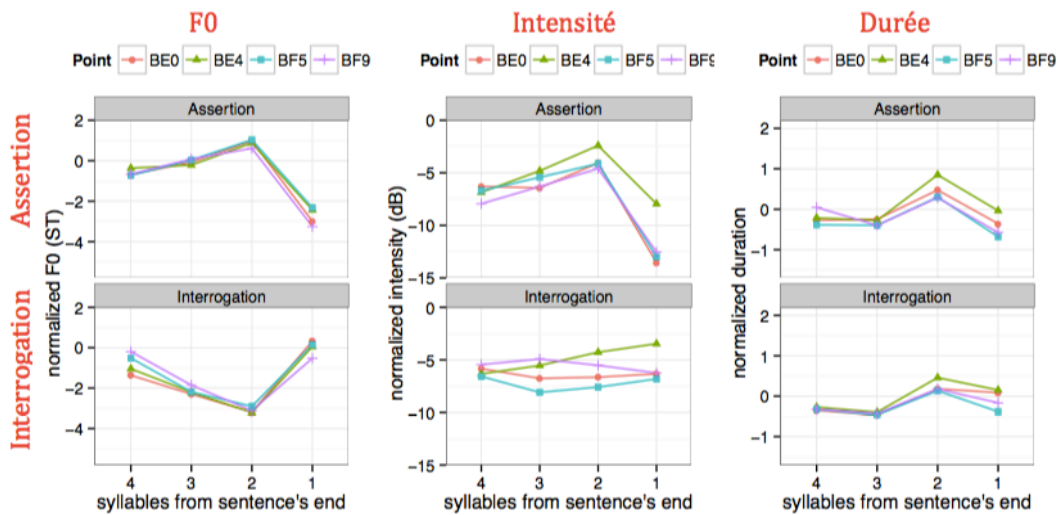 F0 Intensité Durée
Point BE0 BE4 BF5 BF9 Point BE0 BE4 BF5 BF9 Point BE0 BE4 BF5 BF9
Assertion Assertion Assertion
2 0 2
0 -5 1
−2 −10 0
−4 −15 −1
Interrogation Interrogation Interrogation
2 0 2
0 −5 1
−2 −10 0
−4 −15 −1
4 3 2 1 4 3 2 1 4 3 2 1
syllables from sentence's end syllables from sentence's end syllables from sentence's end
Assertion
Interrogation
normalized F0 (ST)
normalized intensity (dB)
normalized duration